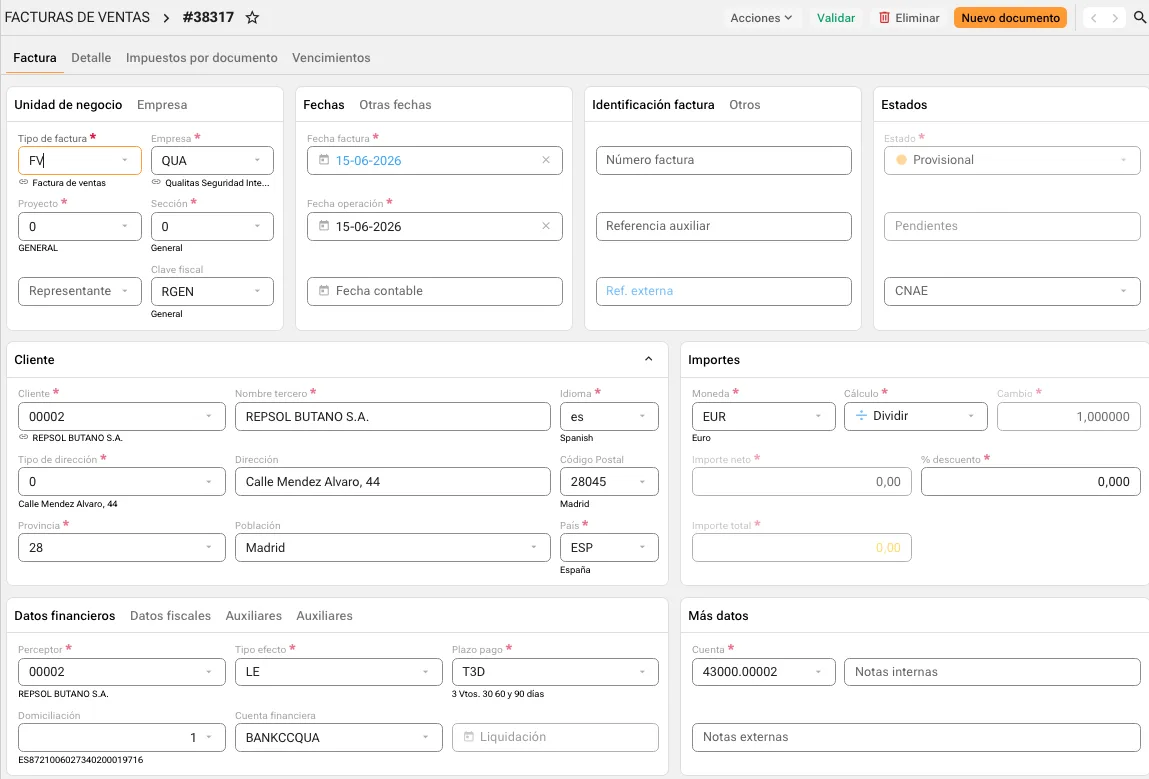 FACTURAS DE VENTAS > #38317
Acciones Validar Eliminar Nuevo documento
Factura Detalle Impuestos por documento Vencimientos
Unidad de negocio Empresa
Tipo de factura * Empresa *
FV QUA
Factura de ventas Qualitas Seguridad Inte...
Proyecto * Sección *
0 0
GENERAL General
Clave fiscal
Representante RGEN
General
Fechas Otras fechas
Fecha factura *
15-06-2026
Fecha operación *
15-06-2026
Fecha contable
Identificación factura Otros
Número factura
Referencia auxiliar
Ref. externa
Estados
Estado *
Provisional
Pendientes
CNAE
Cliente
Cliente * Nombre tercero * Idioma *
00002 REPSOL BUTANO S.A. es
REPSOL BUTANO S.A. Spanish
Tipo de dirección * Dirección Código Postal
0 Calle Mendez Alvaro, 44 28045
Calle Mendez Alvaro, 44 Madrid
Provincia * Población País *
28 Madrid ESP
España
Importes
Moneda * Cálculo * Cambio *
EUR Dividir 1,000000
Euro
Importe neto * % descuento *
0,00 0,000
Importe total *
0,00
Datos financieros Datos fiscales Auxiliares Auxiliares
Perceptor * Tipo efecto * Plazo pago *
00002 LE T3D
REPSOL BUTANO S.A. 3 Vtos. 30 60 y 90 días
Domiciliación Cuenta financiera
1 BANKCCQUA Liquidación
ES8721006027340200019716
Más datos
Cuenta *
43000.00002 Notas internas
Notas externas